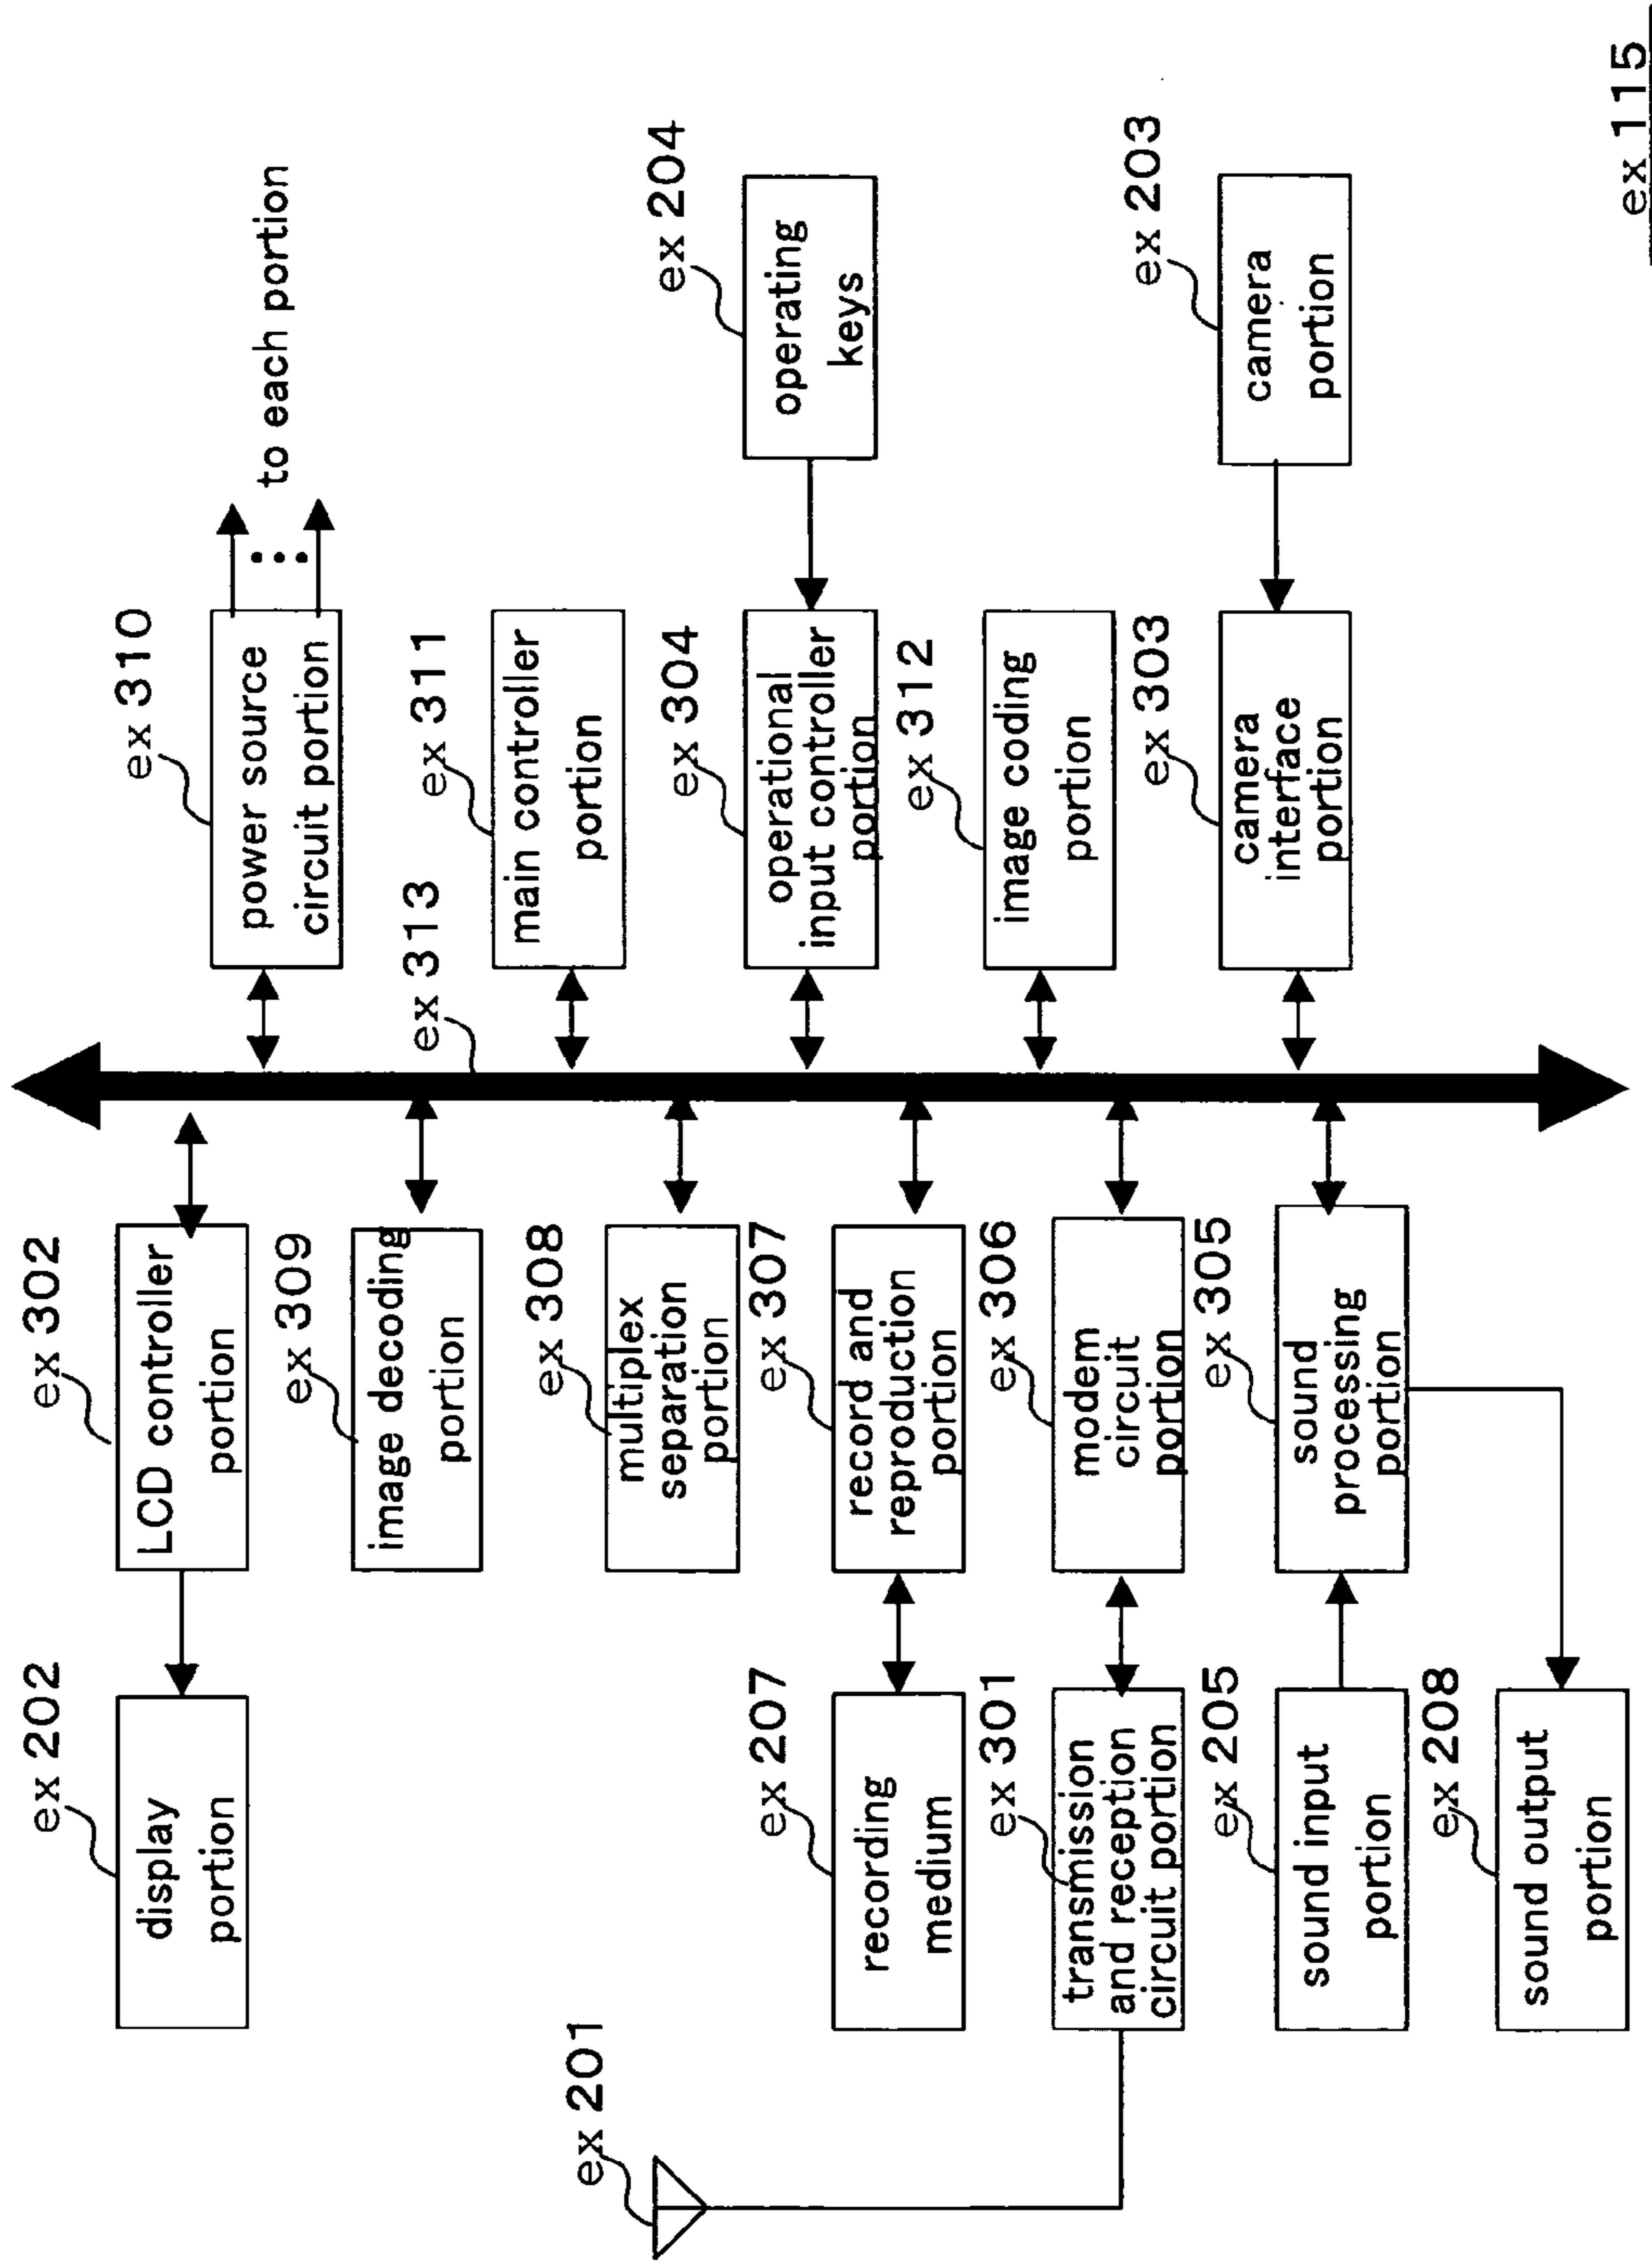 ex 202
display
portion
ex 302
LCD controller
portion
ex 310
power source
circuit portion
to each portion
ex 309
image decoding
portion
ex 313
ex 311
main controller
portion
ex 201
ex 308
multiplex
separation
portion
ex 304
operational
input controller
portion
ex 204
operating
keys
ex 207
recording
medium
ex 307
record and
reproduction
portion
ex 312
image coding
portion
ex 301
transmission
and reception
circuit portion
ex 306
modem
circuit
portion
ex 303
camera
interface
portion
ex 203
camera
portion
ex 205
sound input
portion
ex 305
sound
processing
portion
ex 208
sound output
portion
ex 115